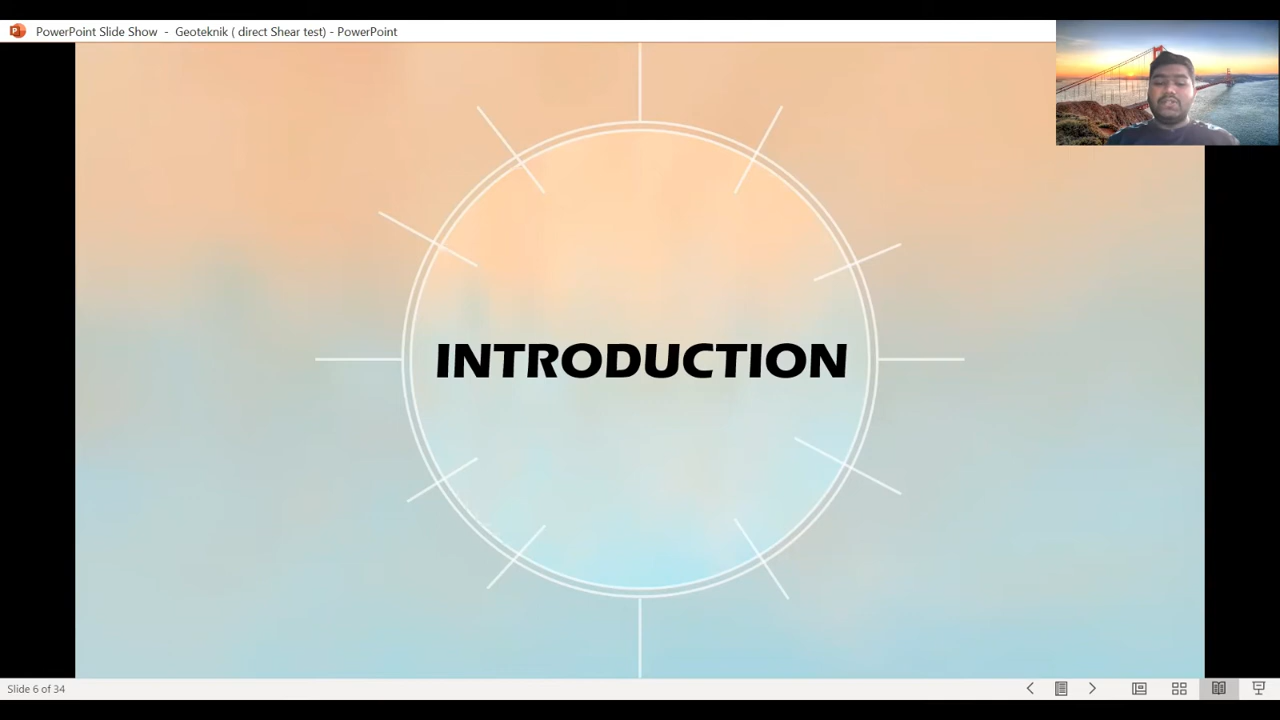 PowerPoint Slide Show - Geoteknik ( direct Shear test) - PowerPoint
INTRODUCTION
Slide 6 of 34